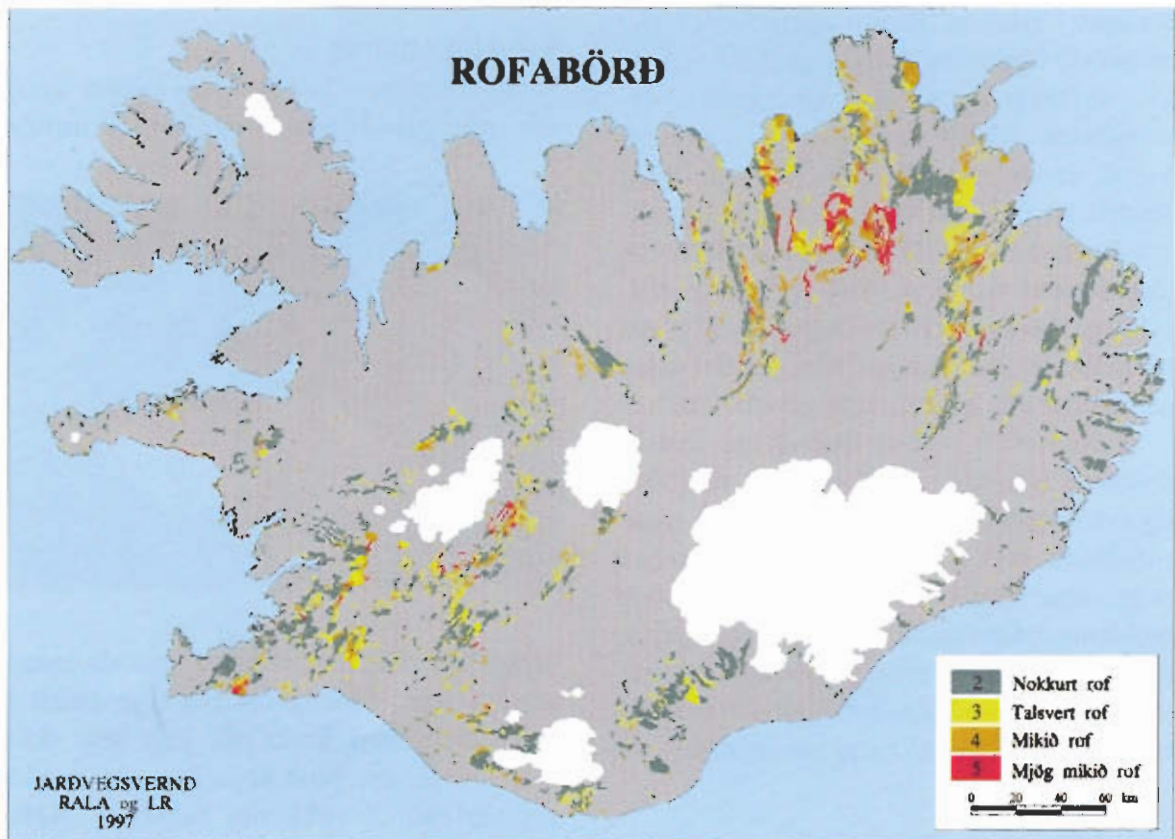 ROFABÖRÐ
2 Nokkurt rof
3 Talsvert rof
4 Mikið rof
5 Mjög mikið rof
0 20 40 60 km
JARÐVEGSVERND
RALA og LR
1997